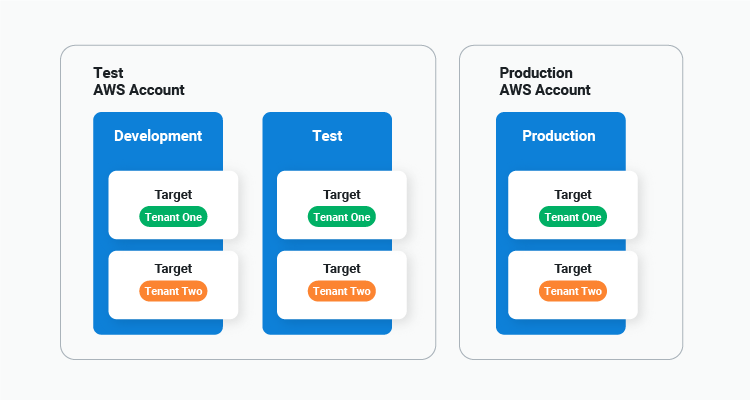 Test
AWS Account
Development
Target
Tenant One
Target
Tenant Two
Test
Target
Tenant One
Target
Tenant Two
Production
AWS Account
Production
Target
Tenant One
Target
Tenant Two